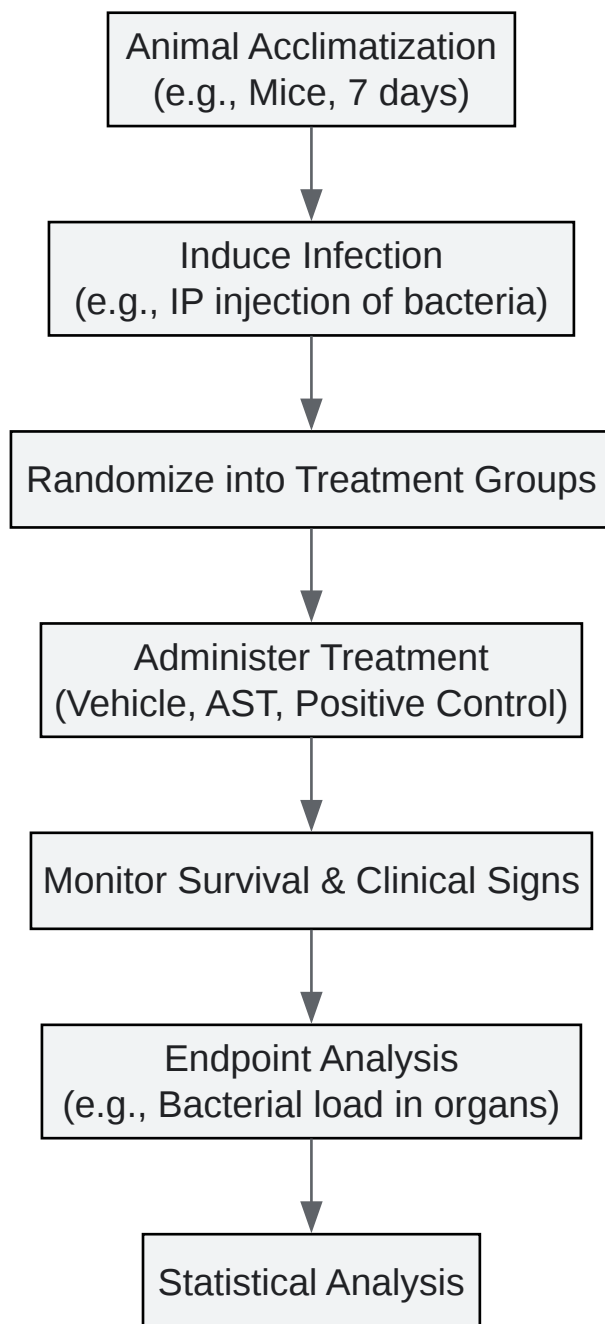 Animal Acclimatization
(e.g., Mice, 7 days)
Induce Infection
(e.g., IP injection of bacteria)
Randomize into Treatment Groups
Administer Treatment
(Vehicle, AST, Positive Control)
Monitor Survival & Clinical Signs
Endpoint Analysis
(e.g., Bacterial load in organs)
Statistical Analysis